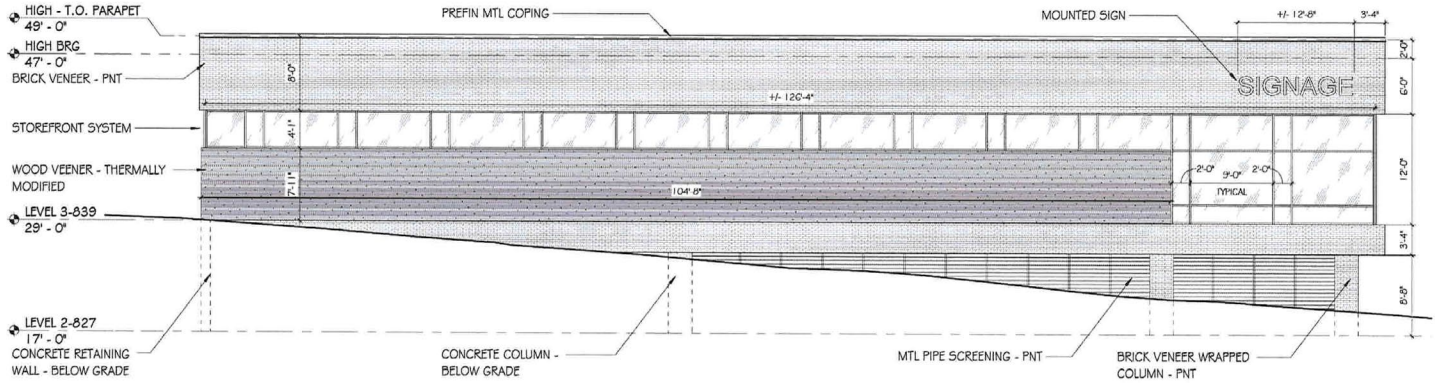 HIGH - T.O. PARAPET
49' - 0"
HIGH BRG
47' - 0"
BRICK VENEER - PNT
STOREFRONT SYSTEM
WOOD VEENER - THERMALLY
MODIFIED
LEVEL 3-839
29' - 0"
LEVEL 2-827
17' - 0"
CONCRETE RETAINING
WALL - BELOW GRADE
PREFIN MTL COPING
MOUNTED SIGN
+/- 12'-8"
3'-4"
2'-0"
6'-0"
SIGNAGE
8'-0"
+/- 126'-4"
4'-1"
7'-11"
104'-8"
2'-0"
9'-0"
2'-0"
TYPICAL
12'-0"
3'-4"
8'-8"
CONCRETE COLUMN -
BELOW GRADE
MTL PIPE SCREENING - PNT
BRICK VENEER WRAPPED
COLUMN - PNT